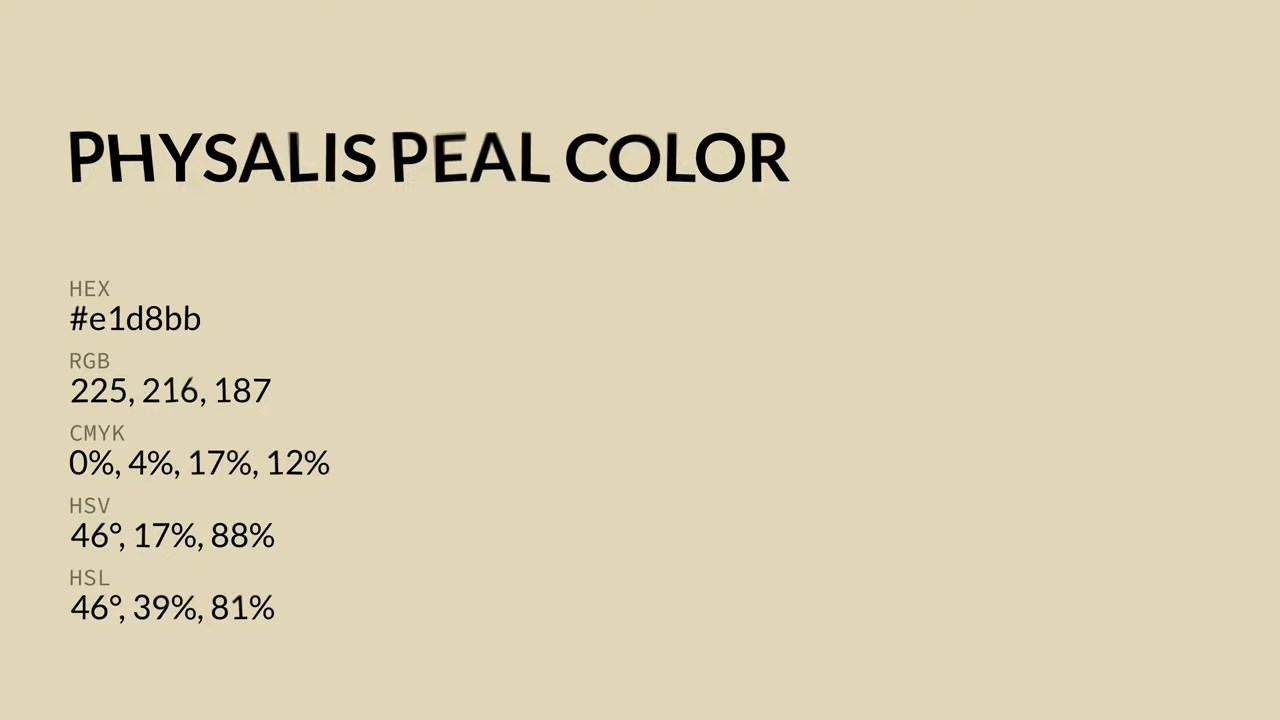 PHYSALIS PEAL COLOR
HEX
#e1d8bb
RGB
225, 216, 187
CMYK
0%, 4%, 17%, 12%
HSV
46°, 17%, 88%
HSL
46°, 39%, 81%